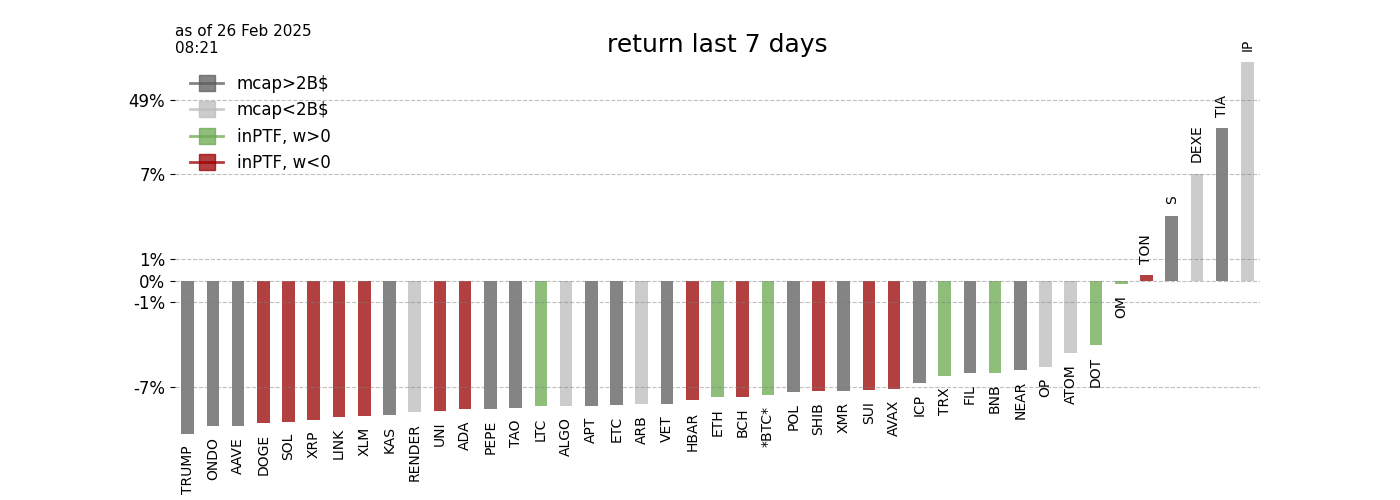 as of 26 Feb 2025
08:21
return last 7 days
mcap>2B$
mcap<2B$
inPTF, w>0
inPTF, w<0
49%
7%
1%
0%
-1%
-7%
TRUMP
ONDO
AAVE
DOGE
SOL
XRP
LINK
XLM
KAS
RENDER
UNI
ADA
PEPE
TAO
LTC
ALGO
APT
ETC
ARB
VET
HBAR
ETH
BCH
*BTC*
POL
SHIB
XMR
SUI
AVAX
ICP
TRX
FIL
BNB
NEAR
OP
ATOM
DOT
OM
TON
S
DEXE
TIA
IP